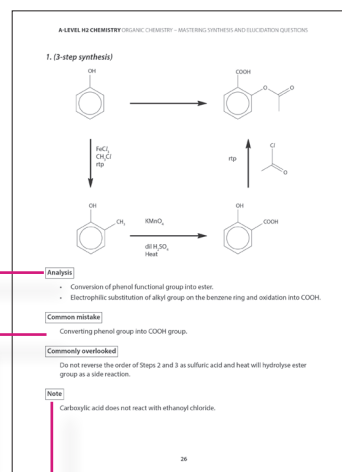 A-LEVEL H2 CHEMISTRY ORGANIC CHEMISTRY – MASTERING SYNTHESIS AND ELUCIDATION QUESTIONS
1. (3-step synthesis)
OH
COOH
O
O
FeCl₃
CH₃Cl
rtp
rtp
Cl
O
OH
CH₃
KMnO₄
dil H₂SO₄
Heat
OH
COOH
Analysis
• Conversion of phenol functional group into ester.
• Electrophilic substitution of alkyl group on the benzene ring and oxidation into COOH.
Common mistake
Converting phenol group into COOH group.
Commonly overlooked
Do not reverse the order of Steps 2 and 3 as sulfuric acid and heat will hydrolyse ester
group as a side reaction.
Note
Carboxylic acid does not react with ethanoyl chloride.
26